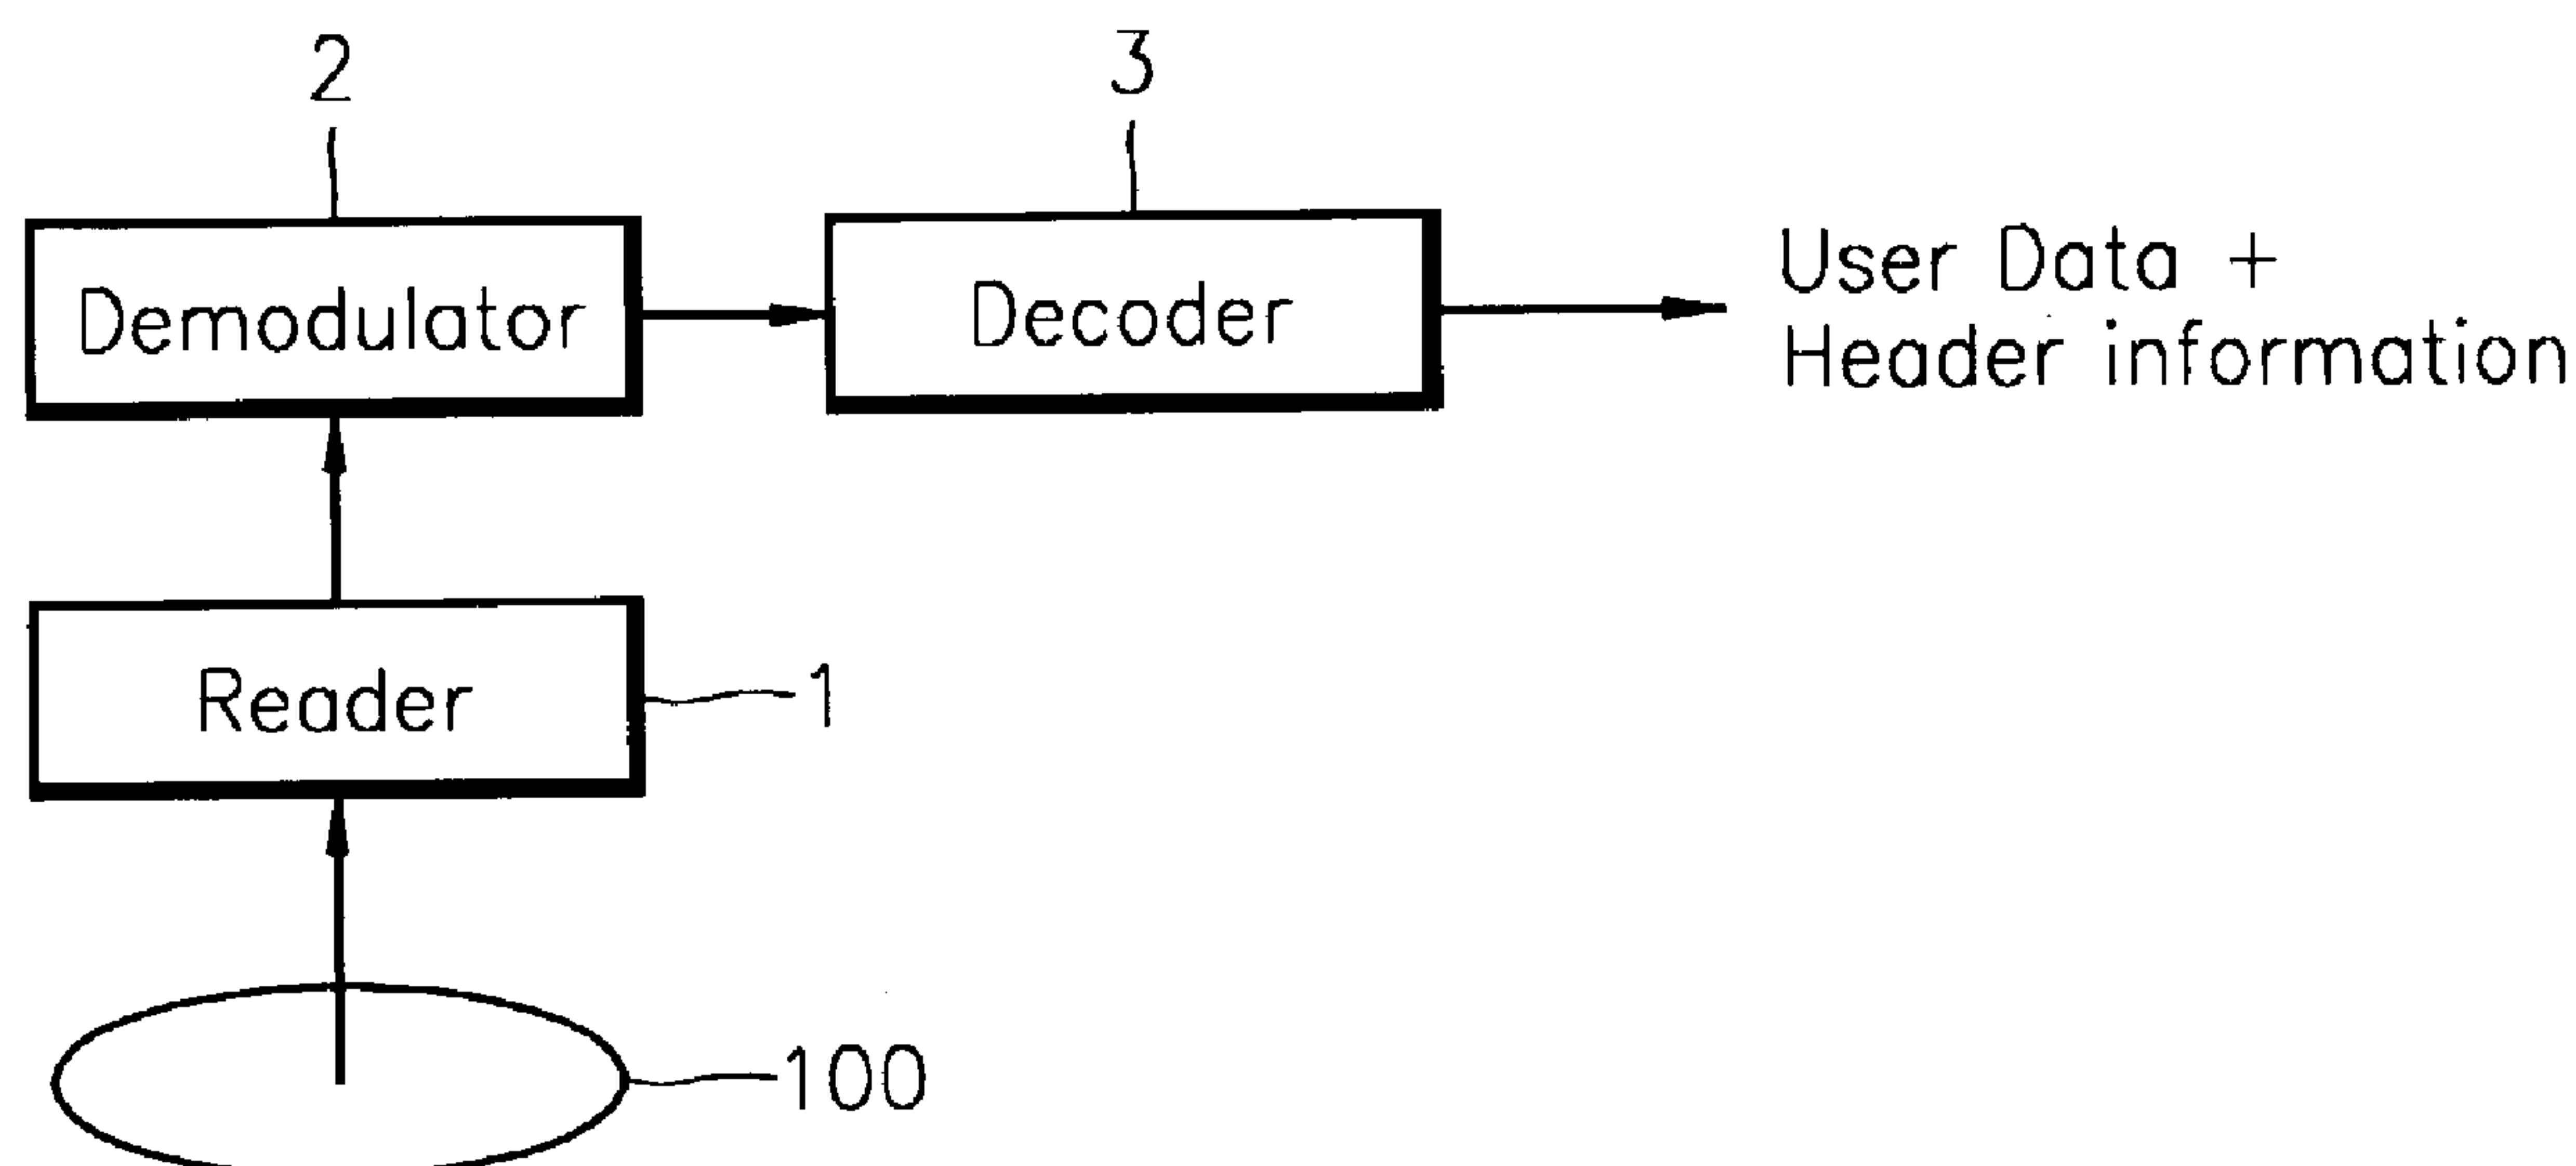 2
3
Demodulator
Decoder
User Data +
Header information
Reader
1
100